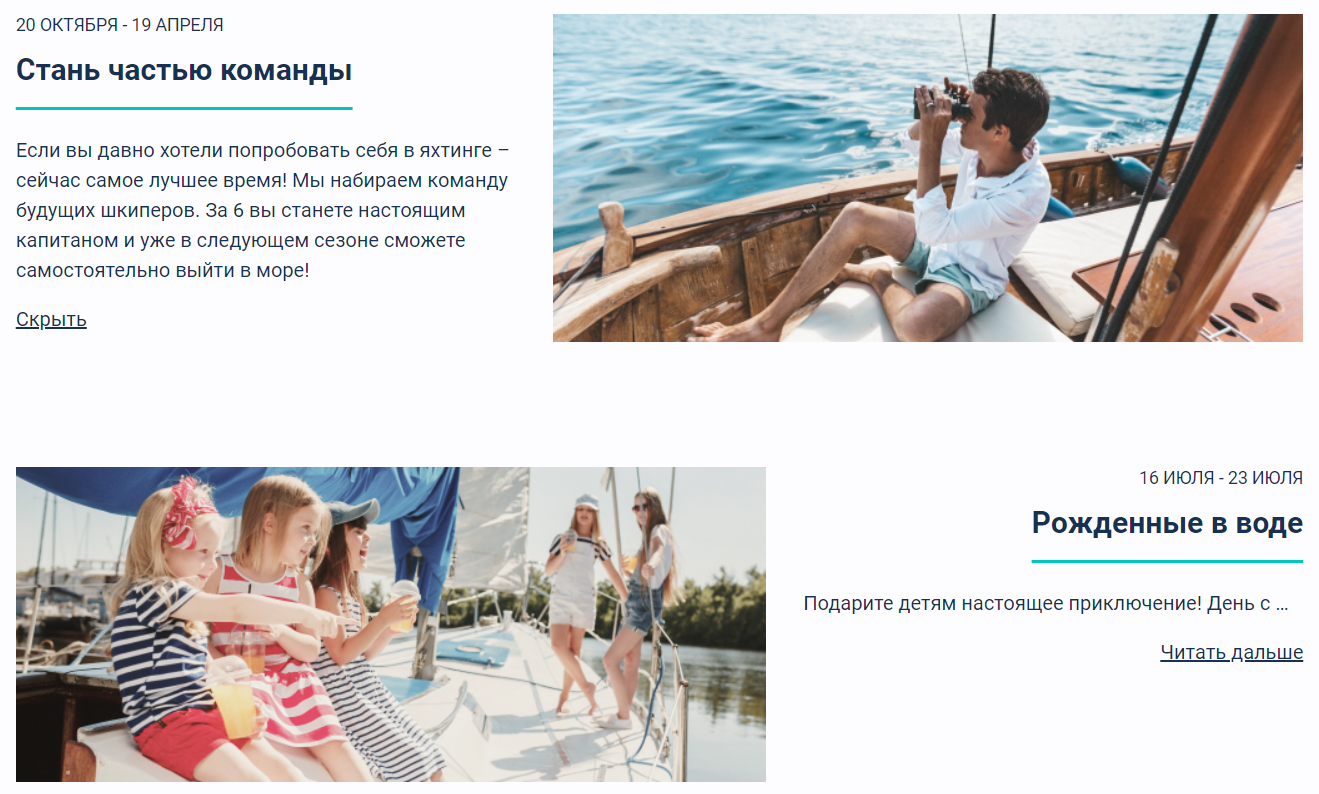 20 ОКТЯБРЯ - 19 АПРЕЛЯ
Стань частью команды
Если вы давно хотели попробовать себя в яхтинге –
сейчас самое лучшее время! Мы набираем команду
будущих шкиперов. За 6 вы станете настоящим
капитаном и уже в следующем сезоне сможете
самостоятельно выйти в море!
Скрыть
16 ИЮЛЯ - 23 ИЮЛЯ
Рожденные в воде
Подарите детям настоящее приключение! День с ...
Читать дальше